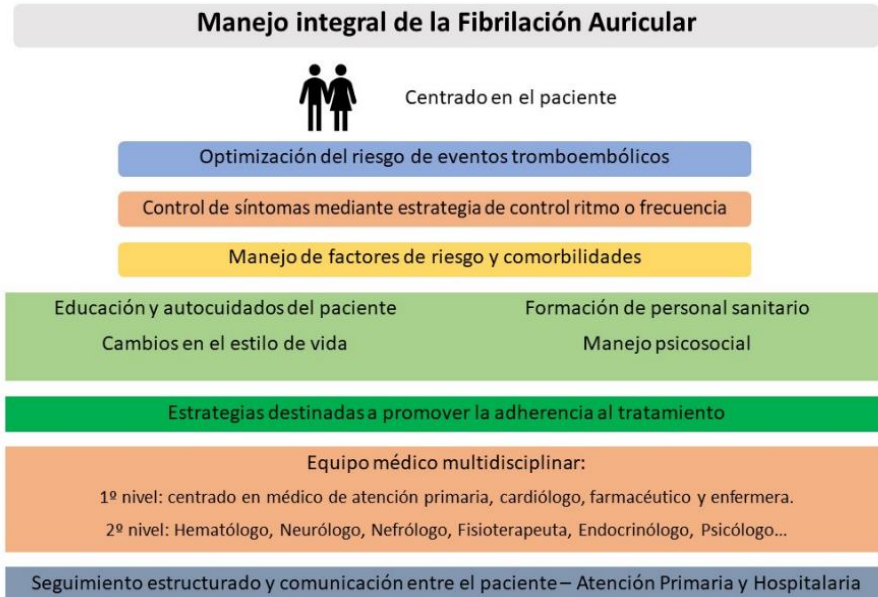 Manejo integral de la Fibrilación Auricular
Centrado en el paciente
Optimización del riesgo de eventos tromboembólicos
Control de síntomas mediante estrategia de control ritmo o frecuencia
Manejo de factores de riesgo y comorbilidades
Educación y autocuidados del paciente
Formación de personal sanitario
Cambios en el estilo de vida
Manejo psicosocial
Estrategias destinadas a promover la adherencia al tratamiento
Equipo médico multidisciplinar:
1º nivel: centrado en médico de atención primaria, cardiólogo, farmacéutico y enfermera.
2º nivel: Hematólogo, Neurólogo, Nefrólogo, Fisioterapeuta, Endocrinólogo, Psicólogo...
Seguimiento estructurado y comunicación entre el paciente – Atención Primaria y Hospitalaria